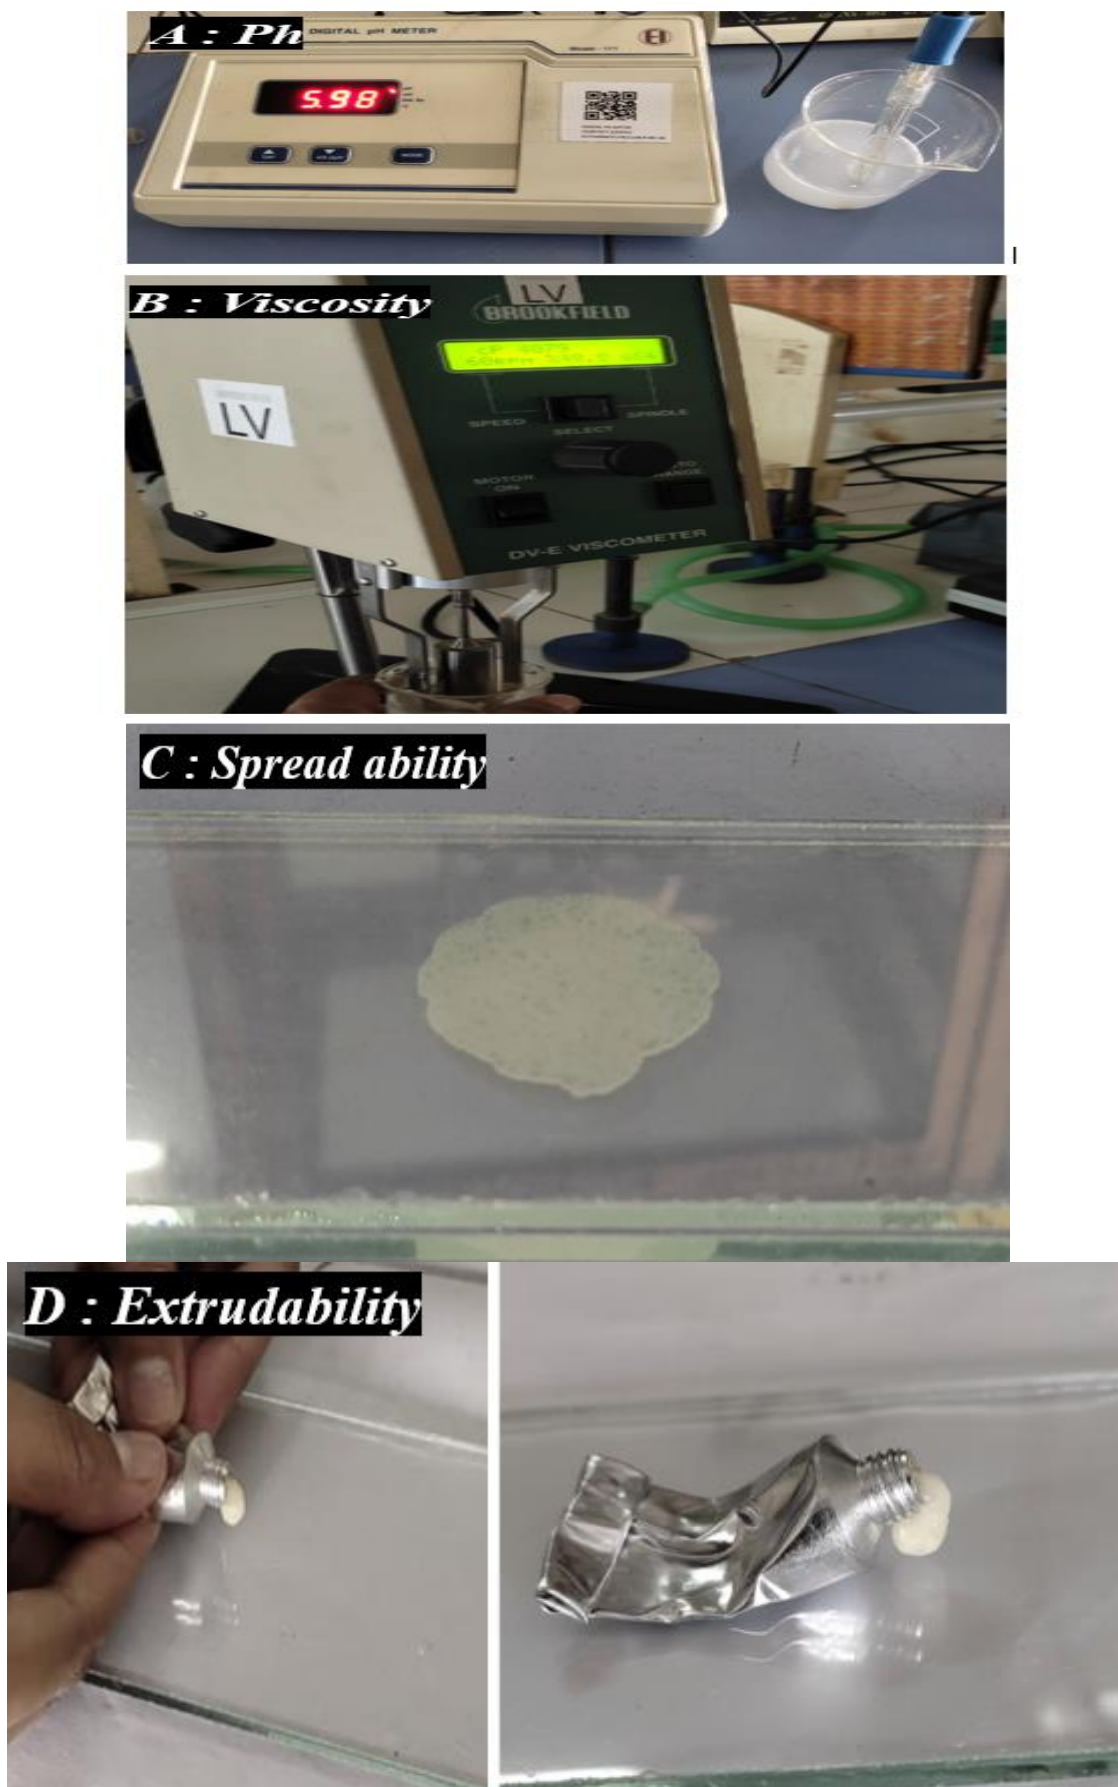 A : Ph
DIGITAL pH METER
5.98
B : Viscosity
LV
BROOKFIELD
LV
SPEED
SPINDLE
SELECT
MOTOR
ON
DV-E VISCOMETER
C : Spread ability
D : Extrudability